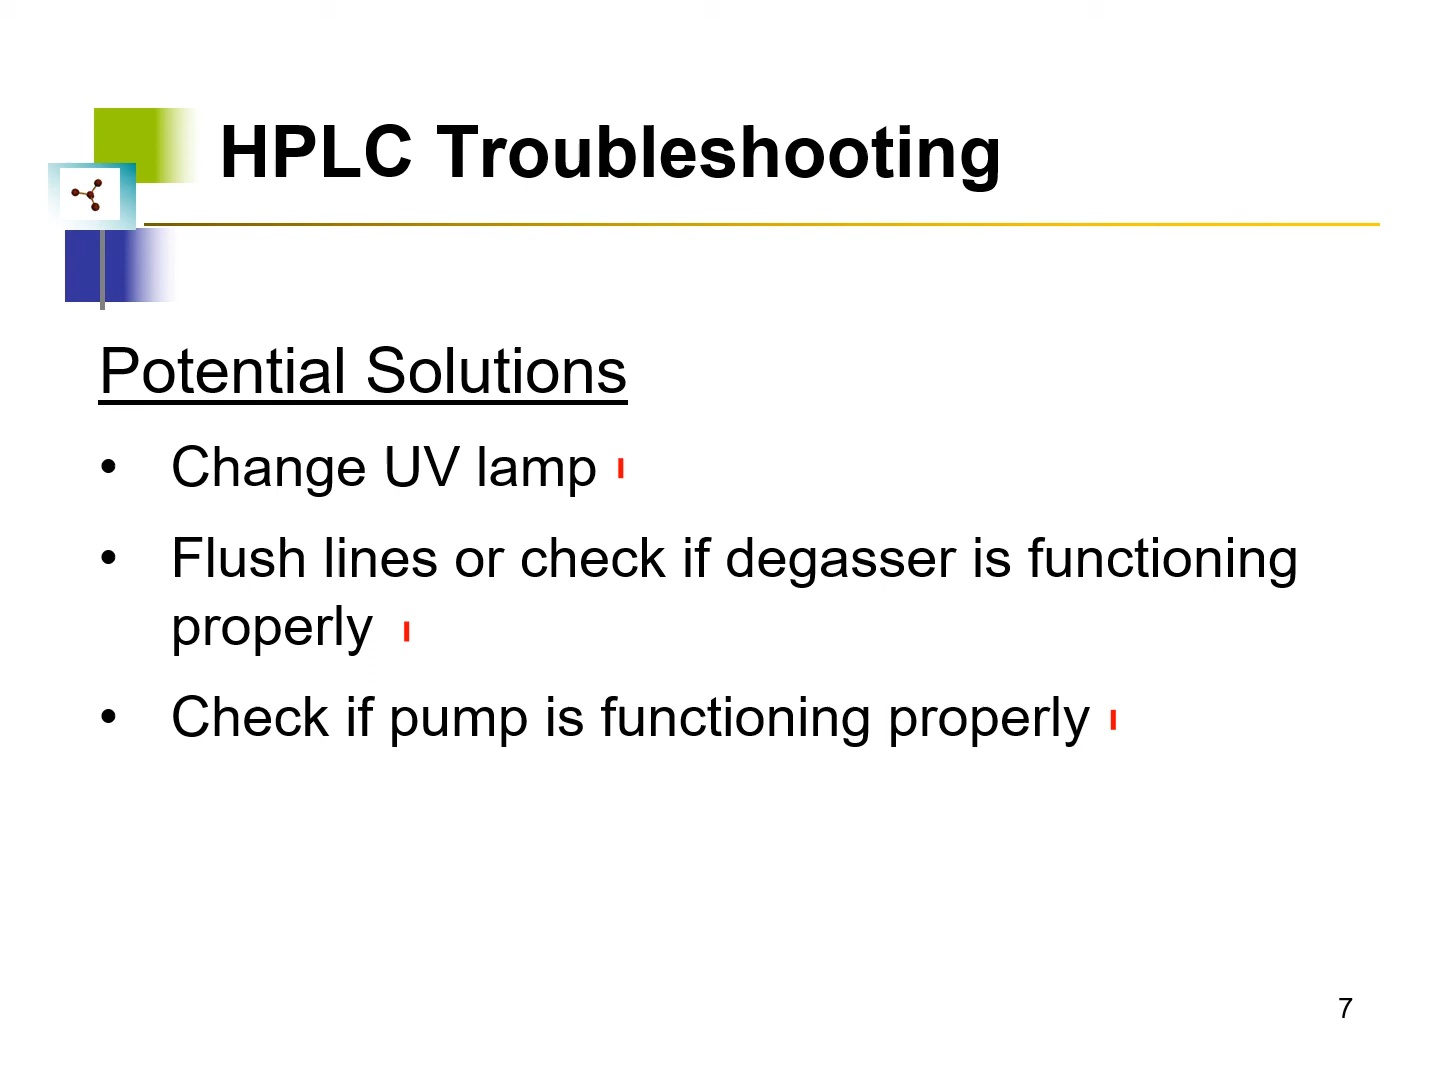 HPLC Troubleshooting
Potential Solutions
• Change UV lamp
• Flush lines or check if degasser is functioning
properly
• Check if pump is functioning properly
7